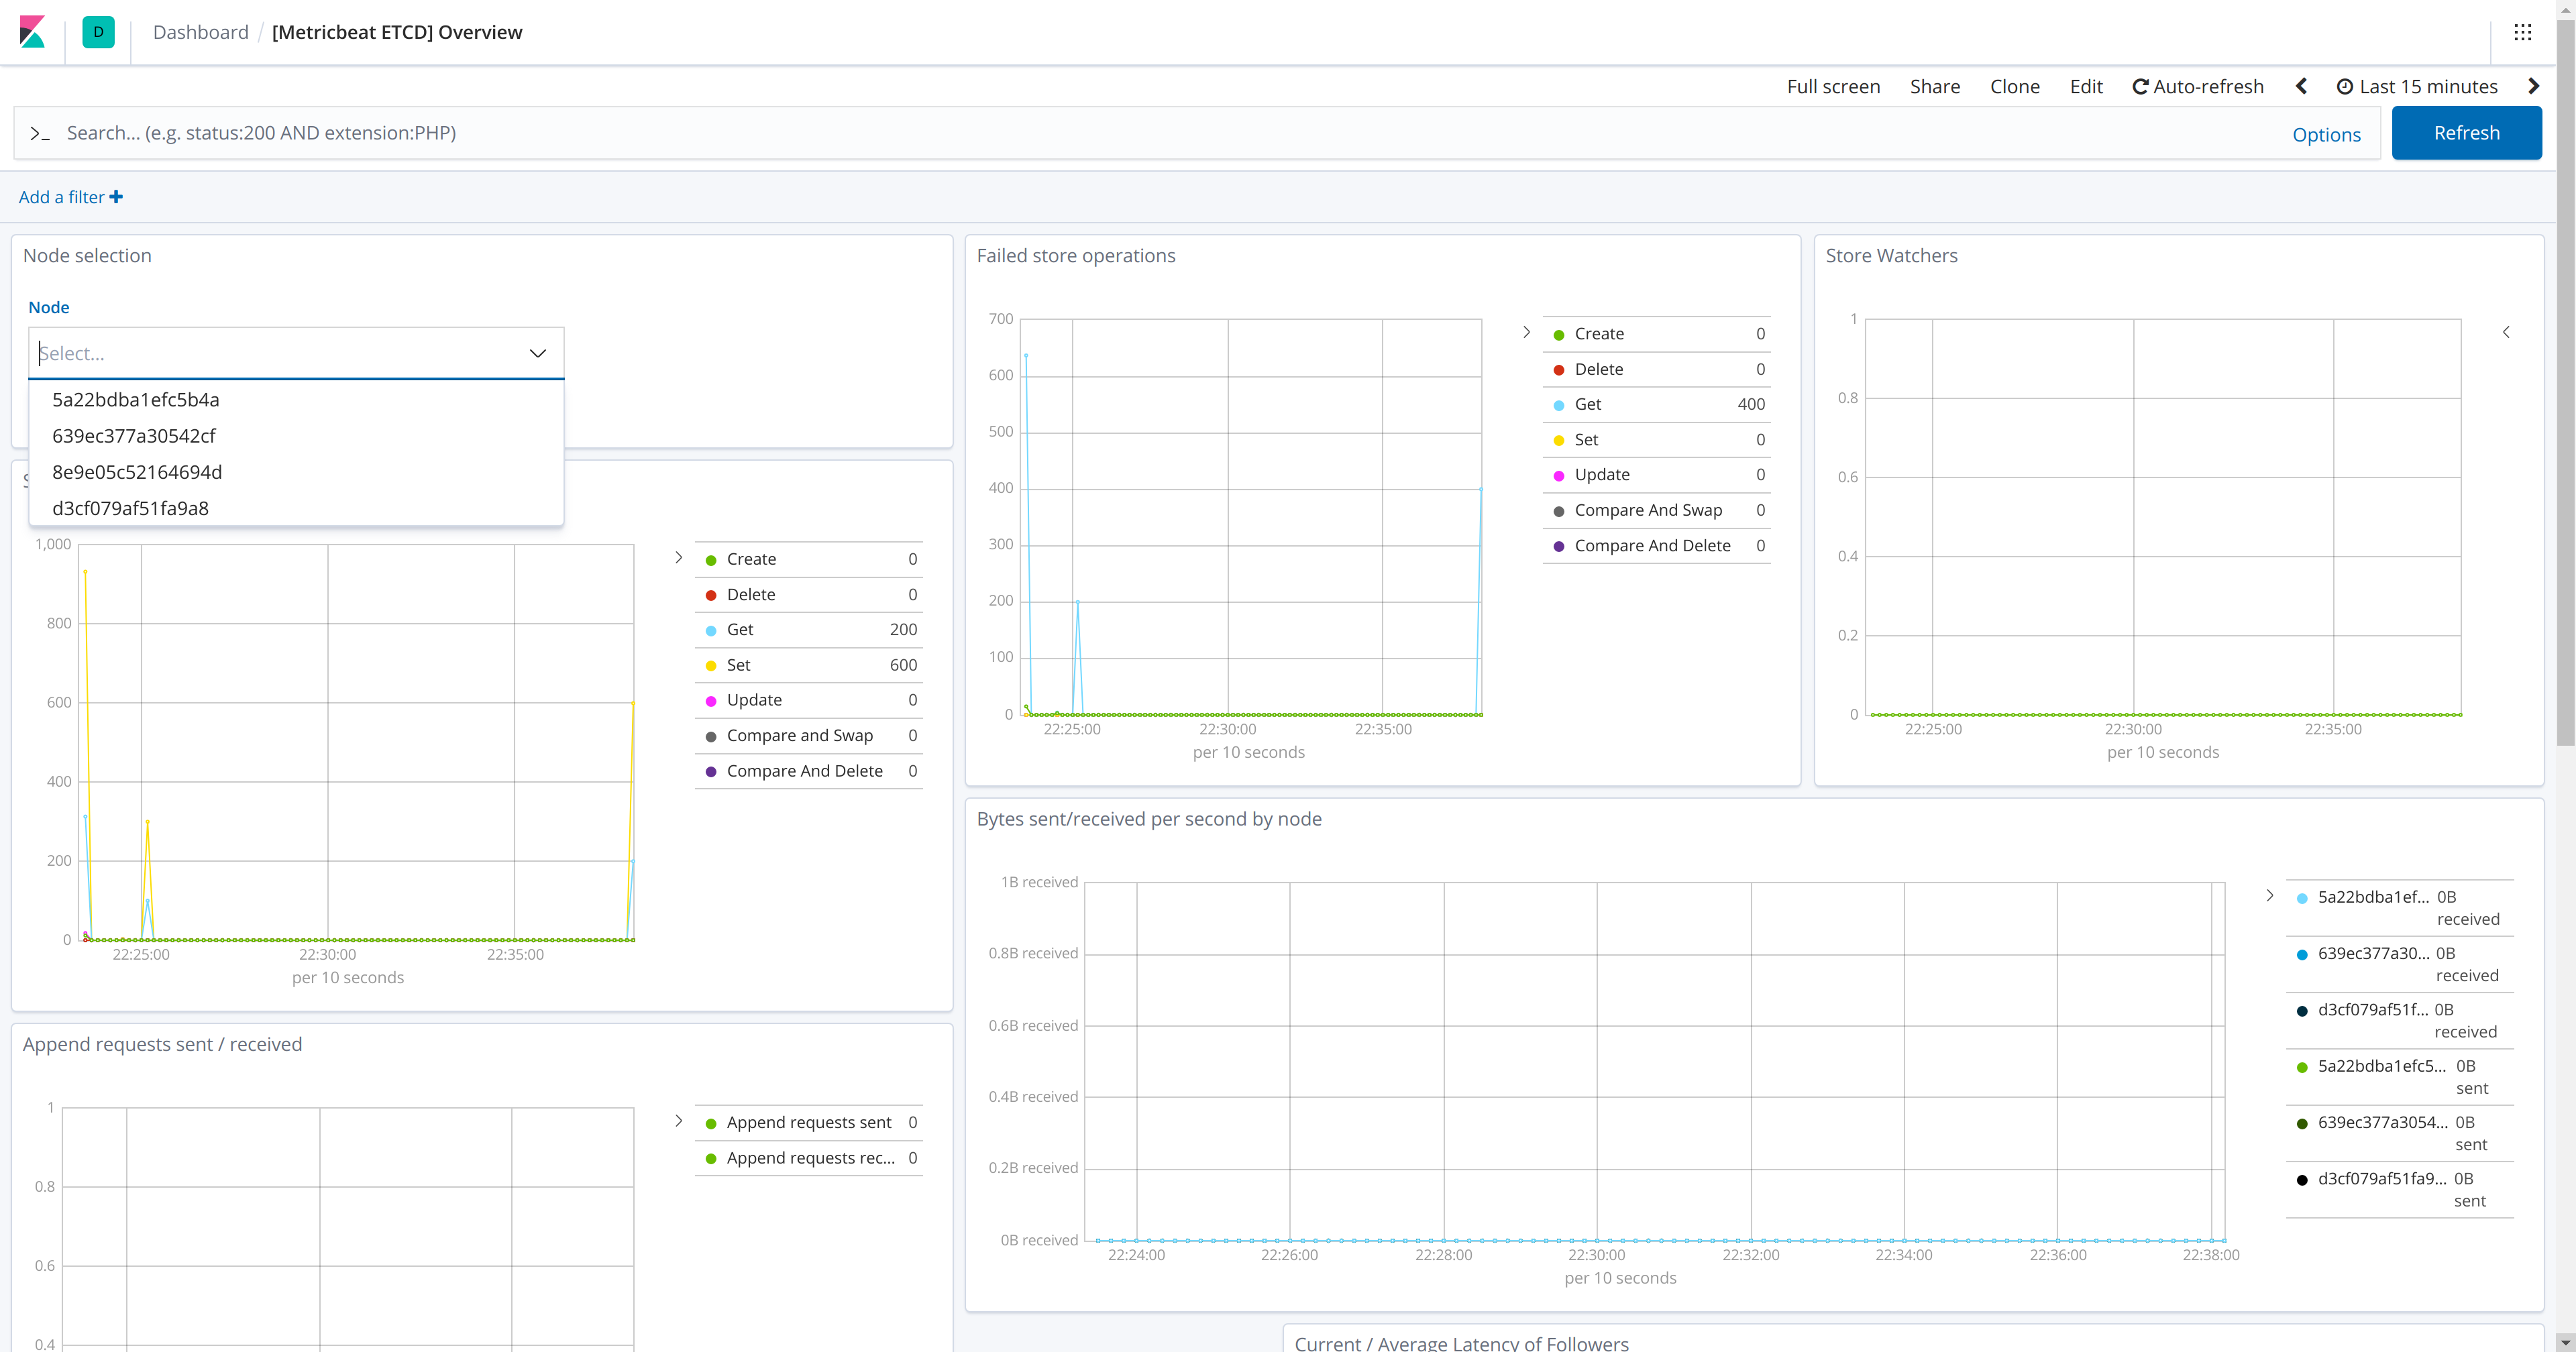 D
Dashboard / [Metricbeat ETCD] Overview
Full screen Share Clone Edit Auto-refresh Last 15 minutes
>_ Search... (e.g. status:200 AND extension:PHP) Options Refresh
Add a filter
Node selection
Node
Select...
5a22bdba1efc5b4a
639ec377a30542cf
8e9e05c52164694d
d3cf079af51fa9a8
1,000
800
600
400
200
0
22:25:00 22:30:00 22:35:00
per 10 seconds
Create 0
Delete 0
Get 200
Set 600
Update 0
Compare and Swap 0
Compare And Delete 0
Failed store operations
700
600
500
400
300
200
100
0
22:25:00 22:30:00 22:35:00
per 10 seconds
Create 0
Delete 0
Get 400
Set 0
Update 0
Compare And Swap 0
Compare And Delete 0
Store Watchers
1
0.8
0.6
0.4
0.2
0
22:25:00 22:30:00 22:35:00
per 10 seconds
Bytes sent/received per second by node
1B received
0.8B received
0.6B received
0.4B received
0.2B received
0B received
22:24:00 22:26:00 22:28:00 22:30:00 22:32:00 22:34:00 22:36:00 22:38:00
per 10 seconds
5a22bdba1ef... 0B
received
639ec377a30... 0B
received
d3cf079af51f... 0B
received
5a22bdba1efc5... 0B
sent
639ec377a3054... 0B
sent
d3cf079af51fa9... 0B
sent
Append requests sent / received
1
0.8
0.6
0.4
Append requests sent 0
Append requests rec... 0
Current / Average Latency of Followers